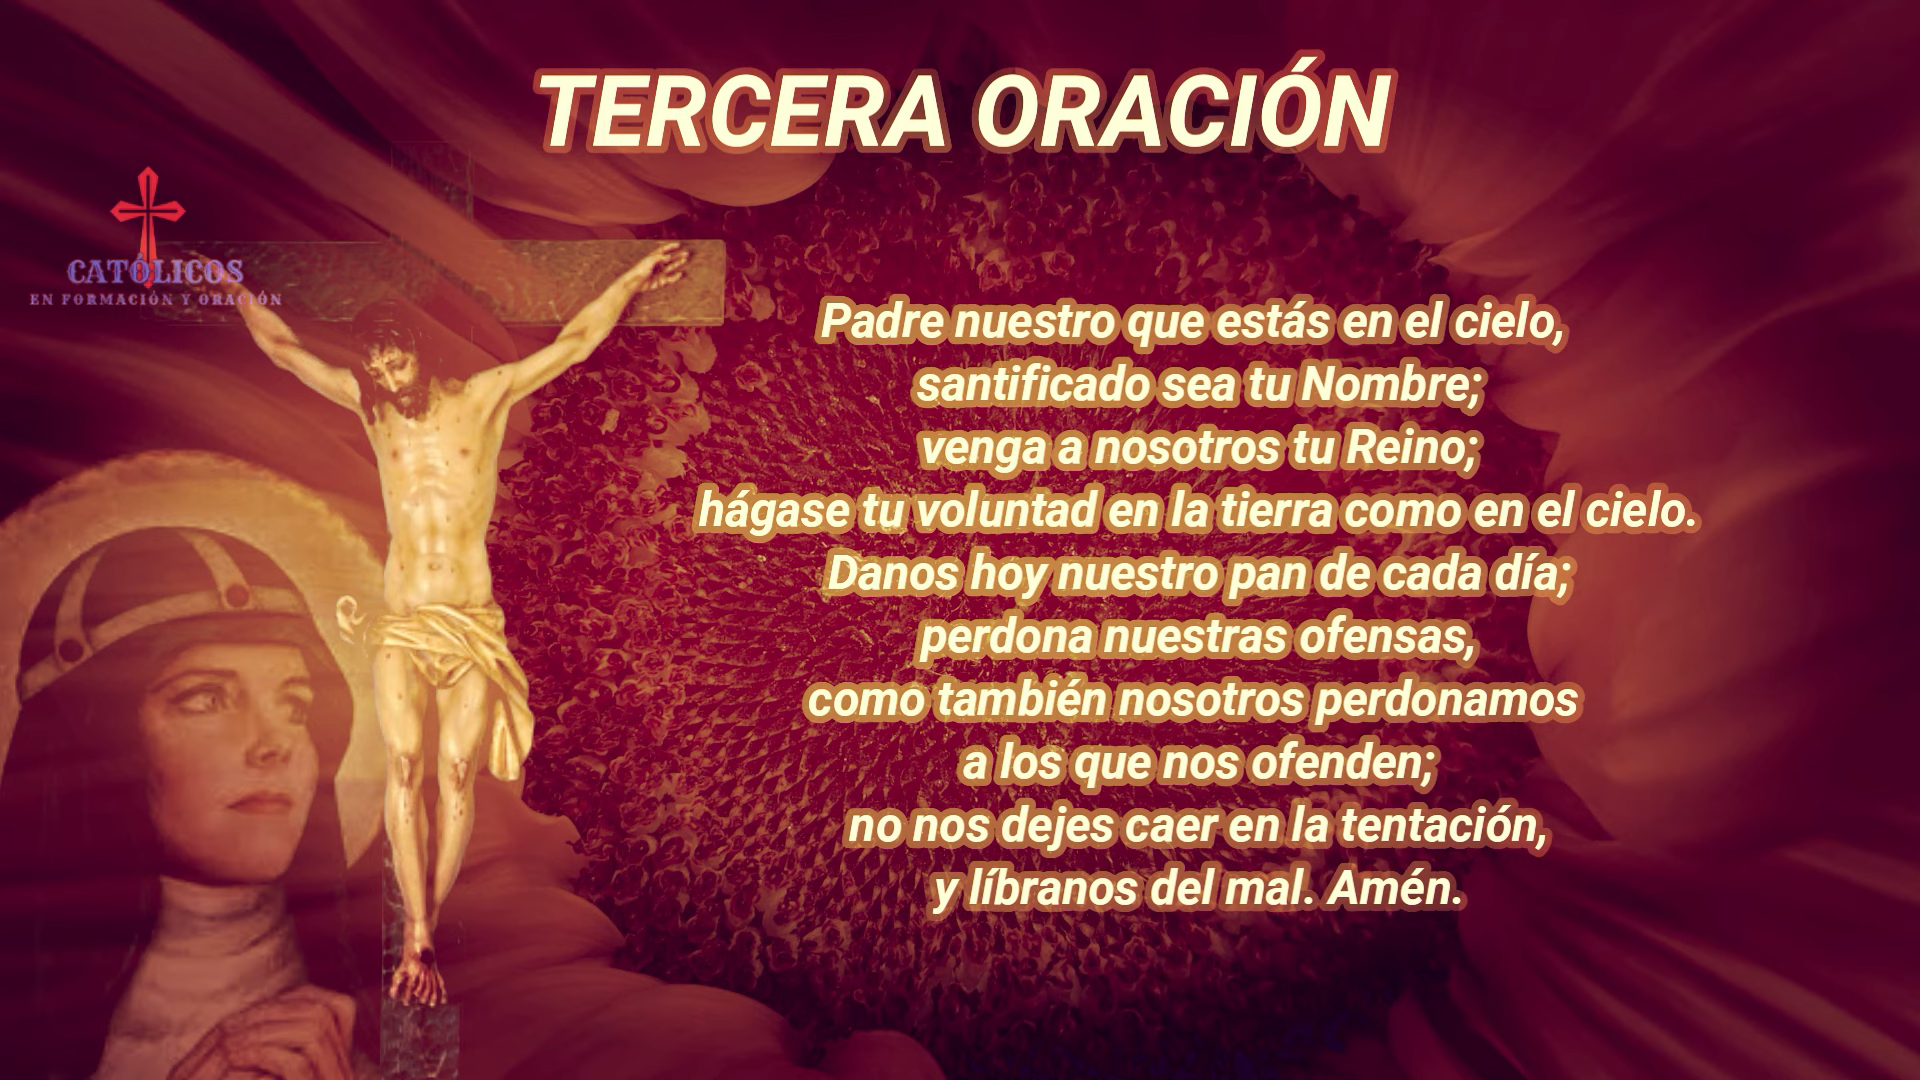 TERCERA ORACIÓN
CATÓLICOS
EN FORMACIÓN Y ORACIÓN
Padre nuestro que estás en el cielo,
santificado sea tu Nombre;
venga a nosotros tu Reino;
hágase tu voluntad en la tierra como en el cielo.
Danos hoy nuestro pan de cada día;
perdona nuestras ofensas,
como también nosotros perdonamos
a los que nos ofenden;
no nos dejes caer en la tentación,
y líbranos del mal. Amén.